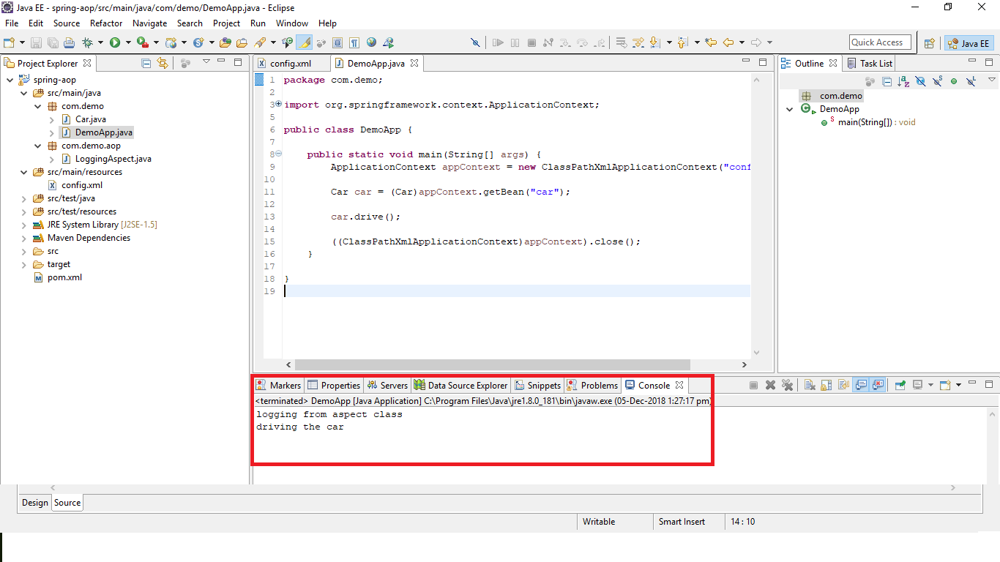 Java EE - spring-aop/src/main/java/com/demo/DemoApp.java - Eclipse
File Edit Source Refactor Navigate Search Project Run Window Help
Quick Access
Java EE
Project Explorer
spring-aop
src/main/java
com.demo
Car.java
DemoApp.java
com.demo.aop
LoggingAspect.java
src/main/resources
config.xml
src/test/java
src/test/resources
JRE System Library [J2SE-1.5]
Maven Dependencies
src
target
pom.xml
config.xml DemoApp.java
1 package com.demo;
2
3 import org.springframework.context.ApplicationContext;
5
6 public class DemoApp {
7
8 public static void main(String[] args) {
9 ApplicationContext appContext = new ClassPathXmlApplicationContext("conf
10
11 Car car = (Car)appContext.getBean("car");
12
13 car.drive();
14
15 ((ClassPathXmlApplicationContext)appContext).close();
16 }
17
18 }
19
Outline Task List
com.demo
DemoApp
main(String[]) : void
Markers Properties Servers Data Source Explorer Snippets Problems Console
<terminated> DemoApp [Java Application] C:\Program Files\Java\jre1.8.0_181\bin\javaw.exe (05-Dec-2018 1:27:17 pm)
logging from aspect class
driving the car
Design Source
Writable Smart Insert 14 : 10